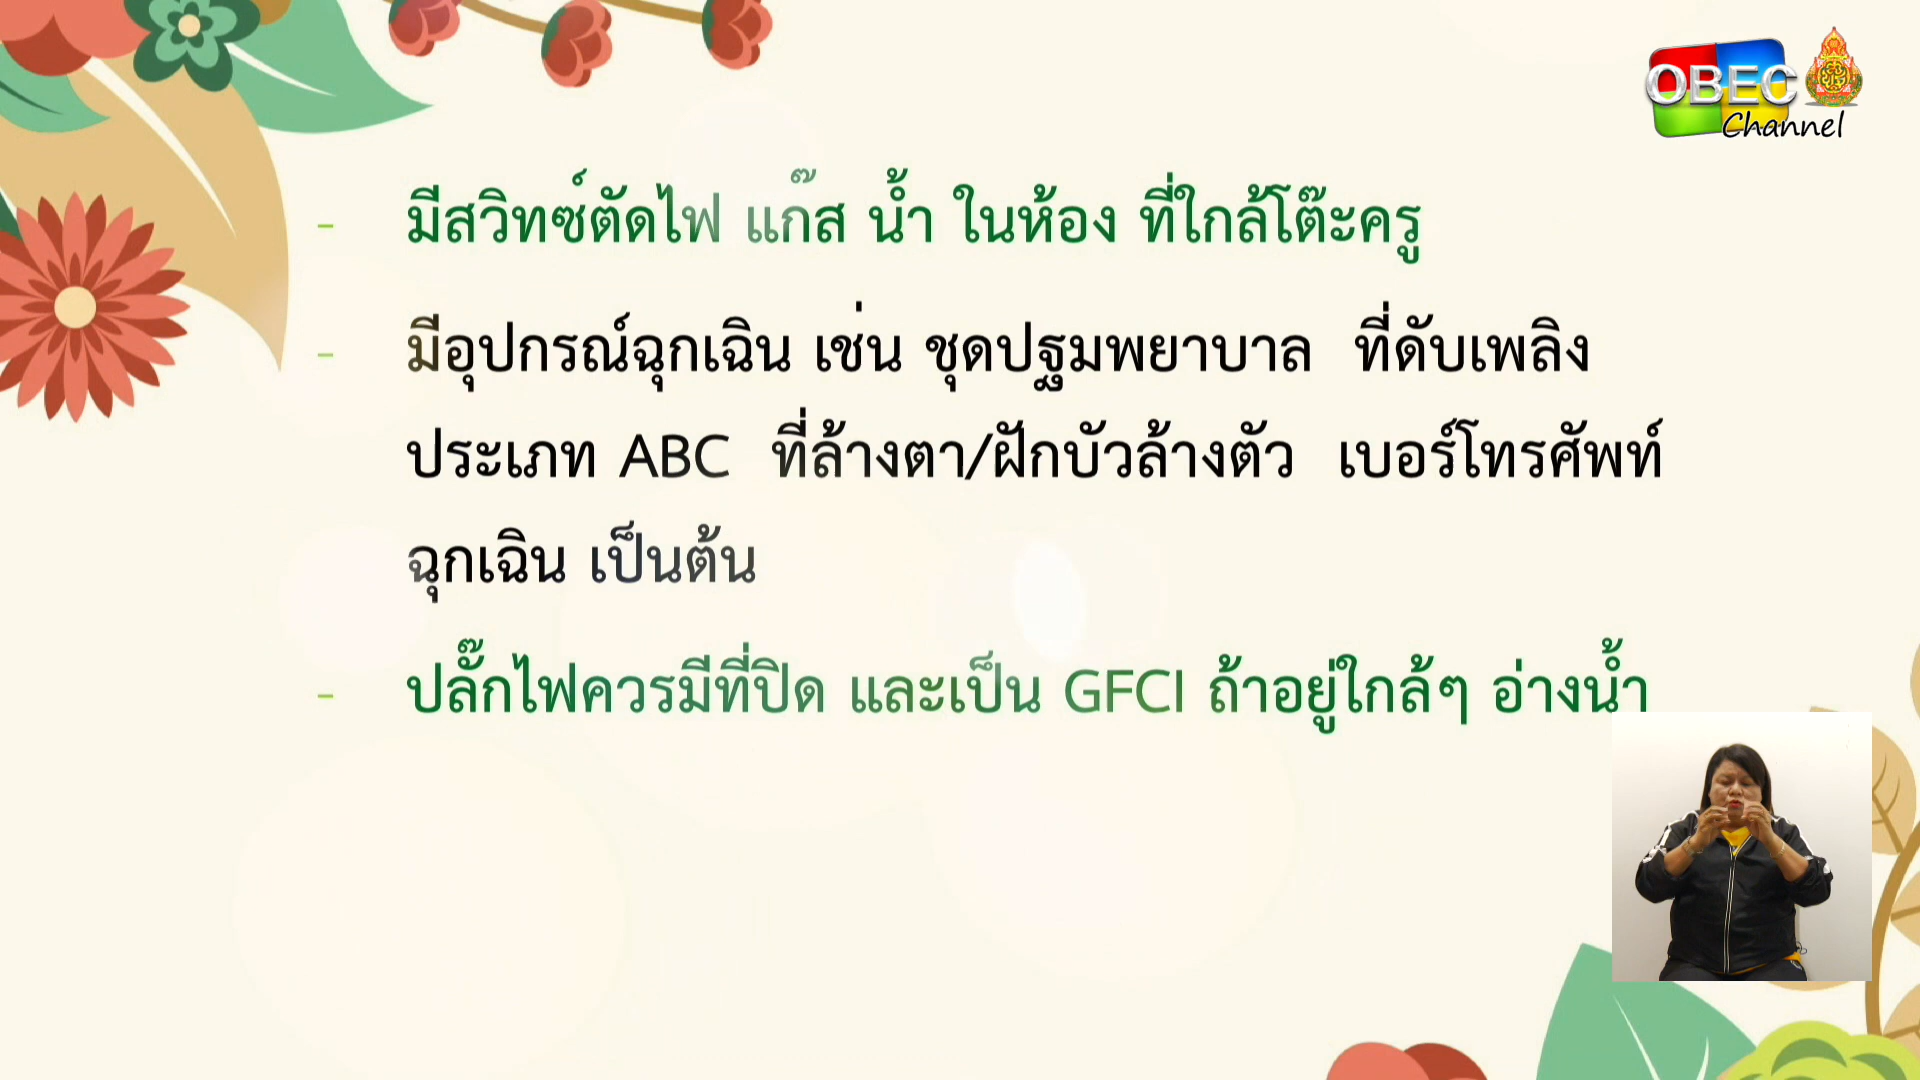 OBEC
Channel
- มีสวิทซ์ตัดไฟ แก๊ส น้ำ ในห้อง ที่ใกล้โต๊ะครู
- มีอุปกรณ์ฉุกเฉิน เช่น ชุดปฐมพยาบาล ที่ดับเพลิง
ประเภท ABC ที่ล้างตา/ฝักบัวล้างตัว เบอร์โทรศัพท์
ฉุกเฉิน เป็นต้น
- ปลั๊กไฟควรมีที่ปิด และเป็น GFCI ถ้าอยู่ใกล้ๆ อ่างน้ำ